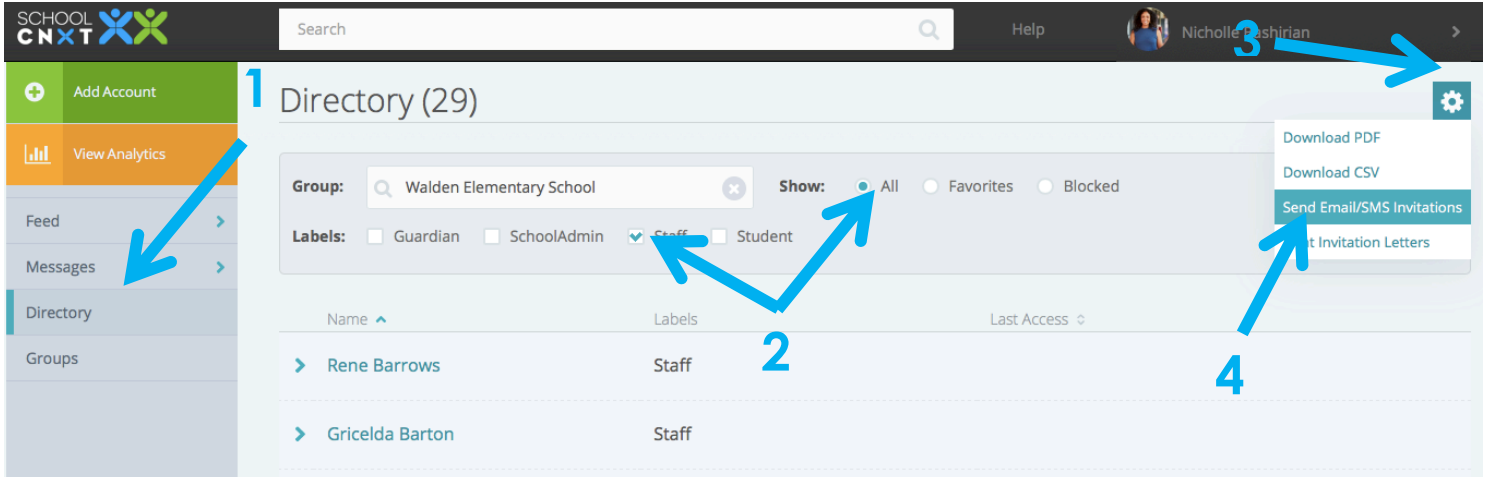 SCHOOL
CNXT
Search
Help
Nicholle Bashirian
3
Add Account
1
Directory (29)
View Analytics
Download PDF
Download CSV
Send Email/SMS Invitations
Invitation Letters
Group: Walden Elementary School Show: All Favorites Blocked
Labels: Guardian SchoolAdmin Staff Student
Feed
Messages
Directory
Groups
Name Labels Last Access
2
4
Rene Barrows Staff
Gricelda Barton Staff